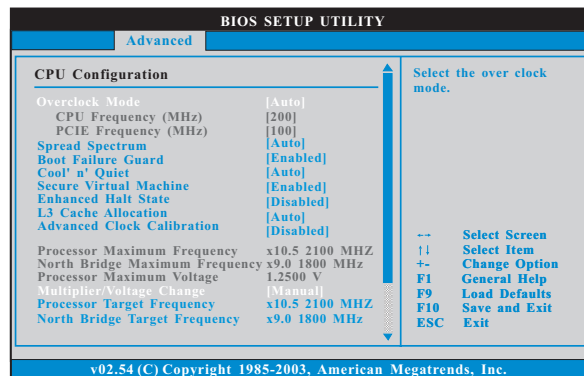 BIOS SETUP UTILITY
Advanced
CPU Configuration
Overclock Mode [Auto]
CPU Frequency (MHz) [200]
PCIE Frequency (MHz) [100]
Spread Spectrum [Auto]
Boot Failure Guard [Enabled]
Cool' n' Quiet [Auto]
Secure Virtual Machine [Enabled]
Enhanced Halt State [Disabled]
L3 Cache Allocation [Auto]
Advanced Clock Calibration [Disabled]
Processor Maximum Frequency x10.5 2100 MHZ
North Bridge Maximum Frequency x9.0 1800 MHz
Processor Maximum Voltage 1.2500 V
Multiplier/Voltage Change [Manual]
Processor Target Frequency x10.5 2100 MHZ
North Bridge Target Frequency x9.0 1800 MHz
Select the over clock
mode.
←→ Select Screen
↑↓ Select Item
+- Change Option
F1 General Help
F9 Load Defaults
F10 Save and Exit
ESC Exit
v02.54 (C) Copyright 1985-2003, American Megatrends, Inc.